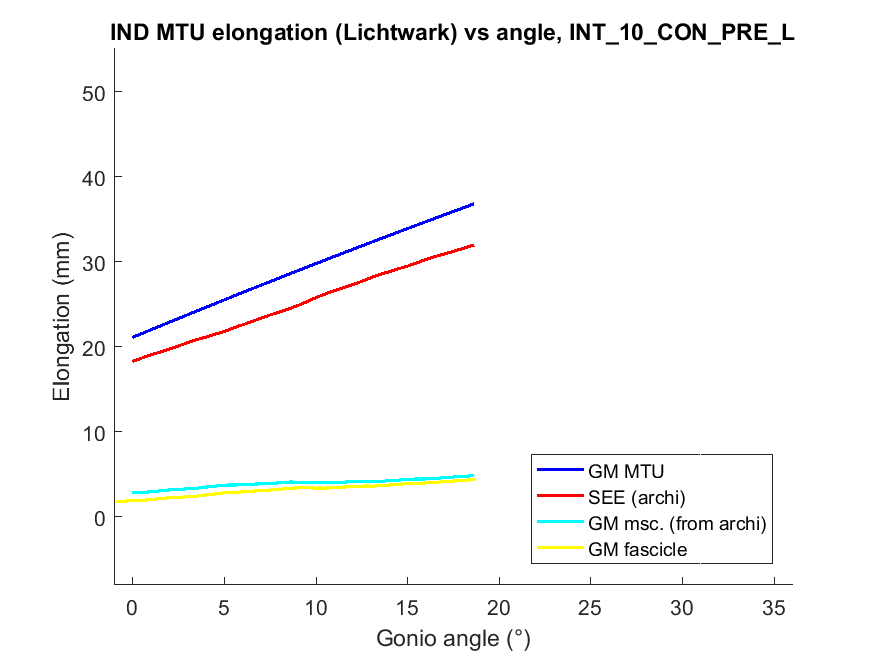 IND MTU elongation (Lichtwark) vs angle, INT_10_CON_PRE_L
50
40
30
20
10
0
Elongation (mm)
GM MTU
SEE (archi)
GM msc. (from archi)
GM fascicle
0 5 10 15 20 25 30 35
Gonio angle (°)